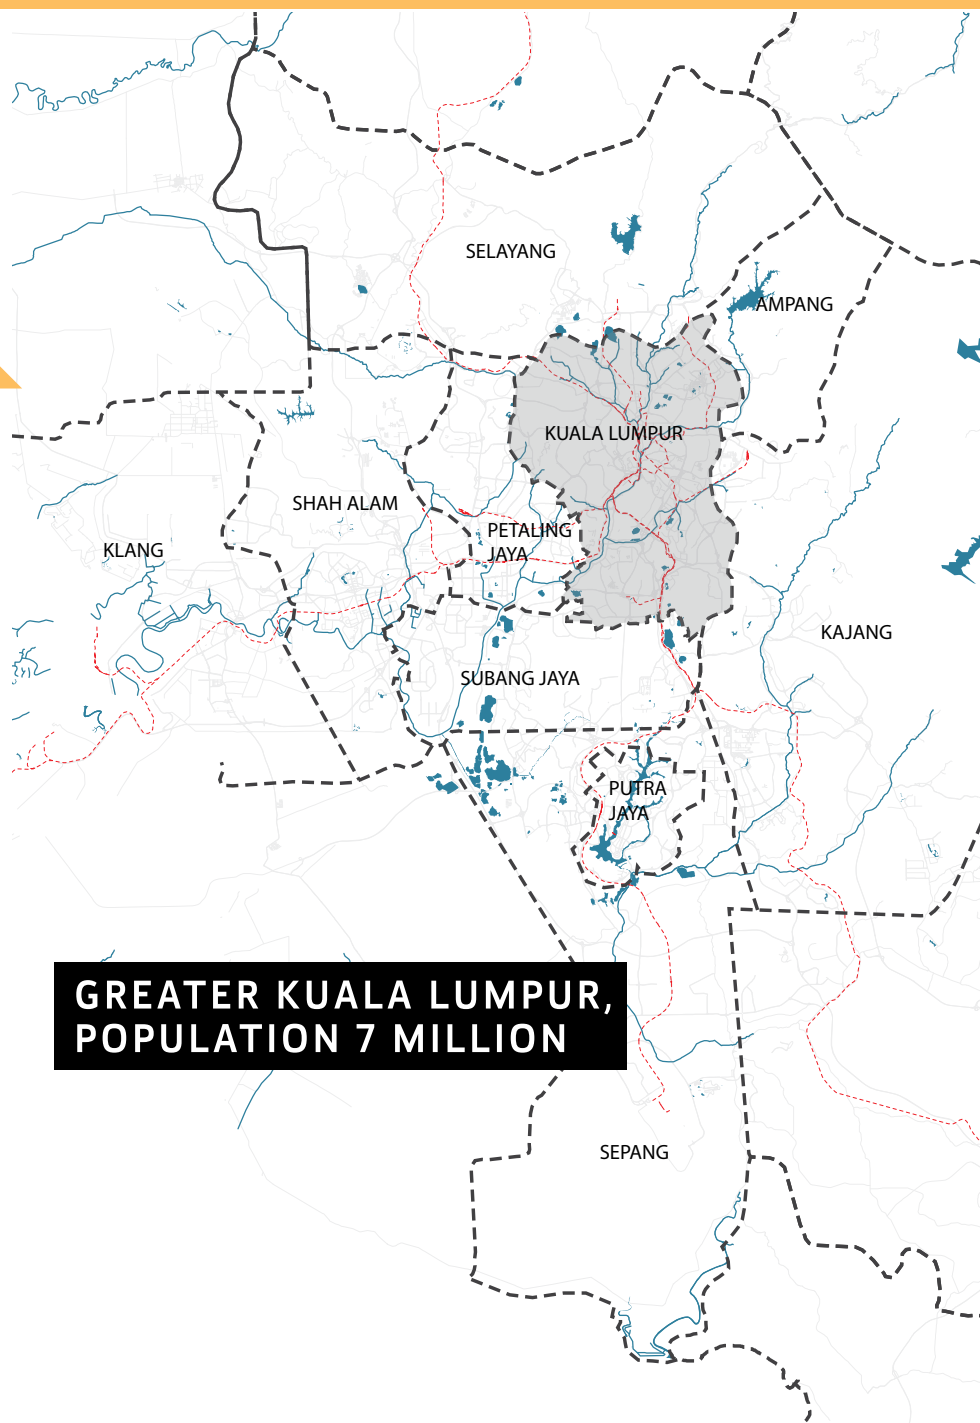 SELAYANG
AMPANG
KUALA LUMPUR
SHAH ALAM
PETALING
JAYA
KLANG
KAJANG
SUBANG JAYA
PUTRA
JAYA
GREATER KUALA LUMPUR,
POPULATION 7 MILLION
SEPANG